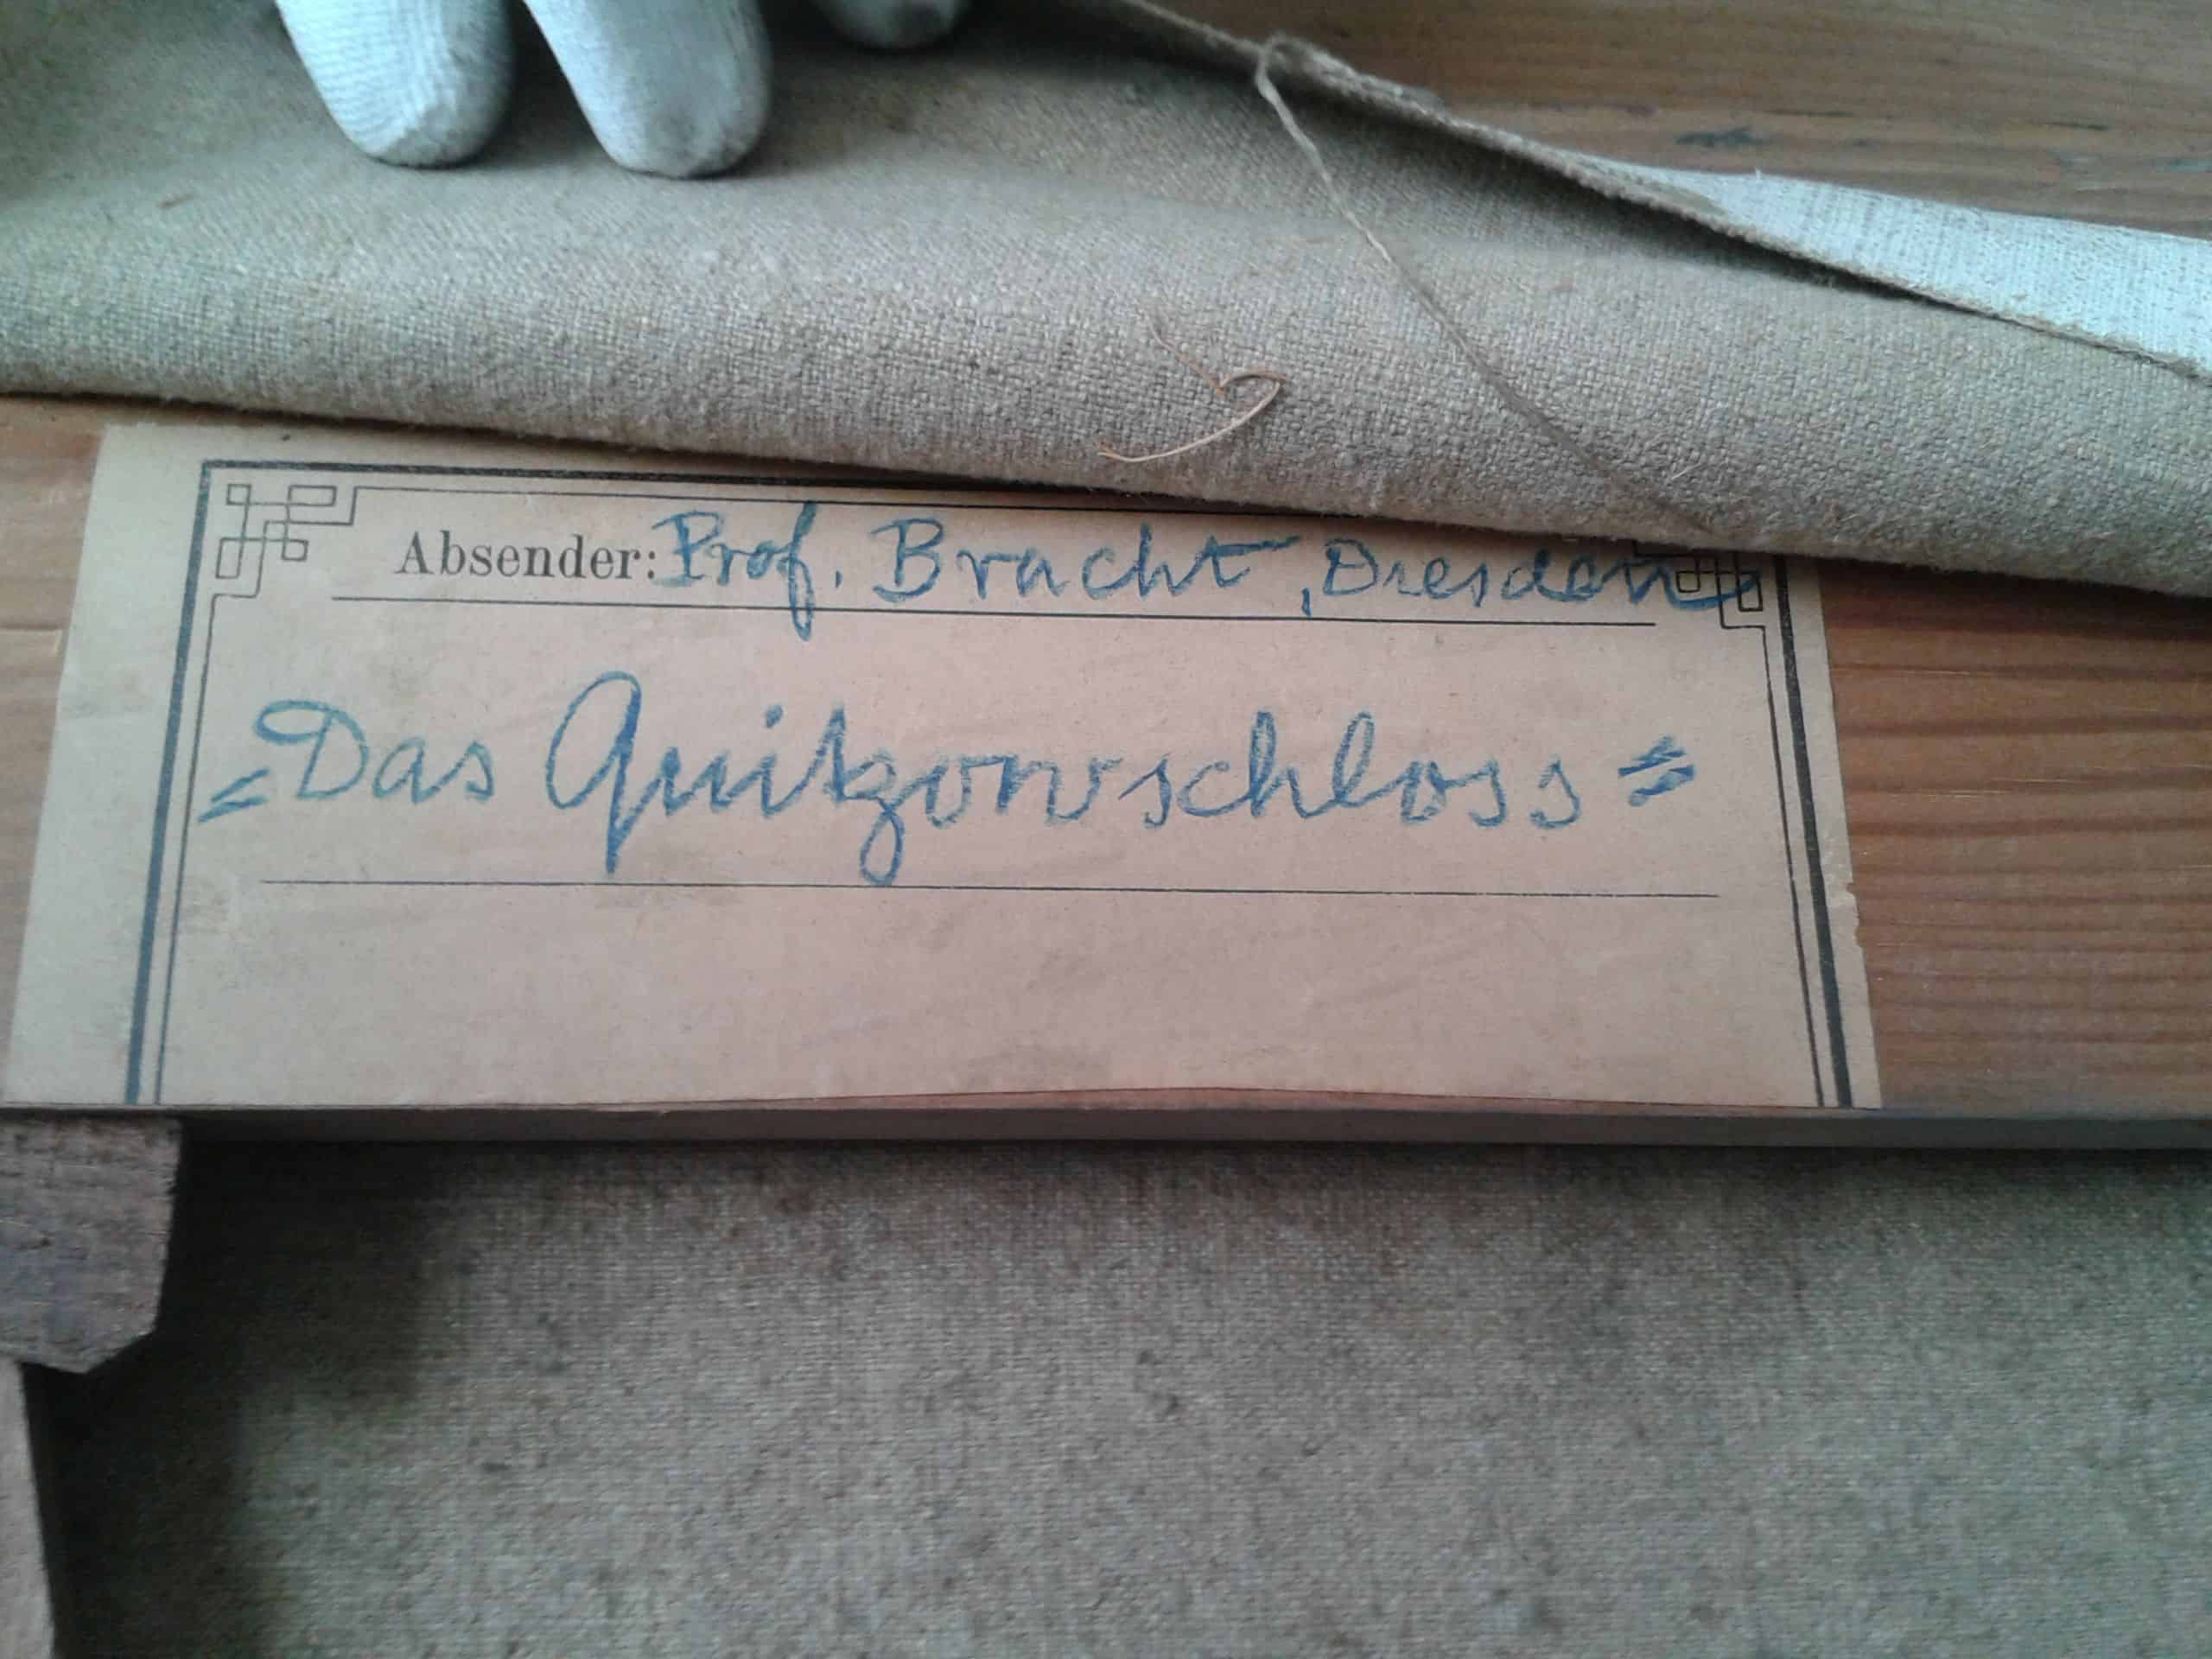 Absender: Prof. Bracht, Dresden
„Das Quitzowschloss“